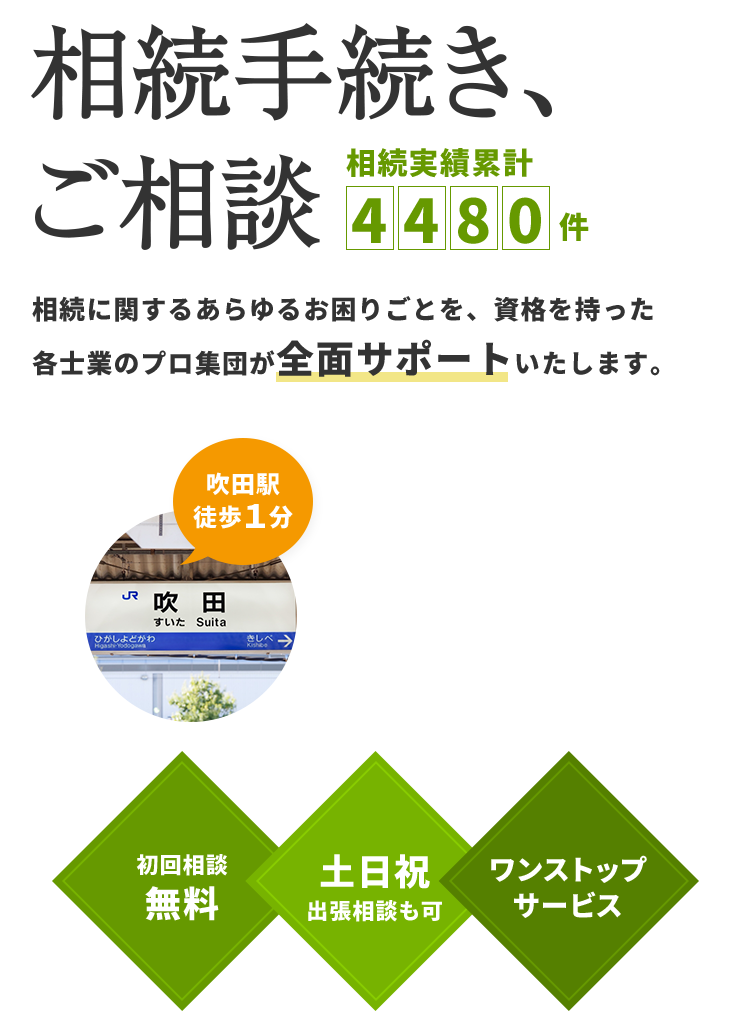 相続手続き、
ご相談
相続実績累計
4480件
相続に関するあらゆるお困りごとを、資格を持った
各士業のプロ集団が全面サポートいたします。
吹田駅
徒歩1分
JR 吹田
すいた Suita
ひがしよどがわ きしべ
Higashi-Yodogawa Kishibe
初回相談
無料
土日祝
出張相談も可
ワンストップ
サービス